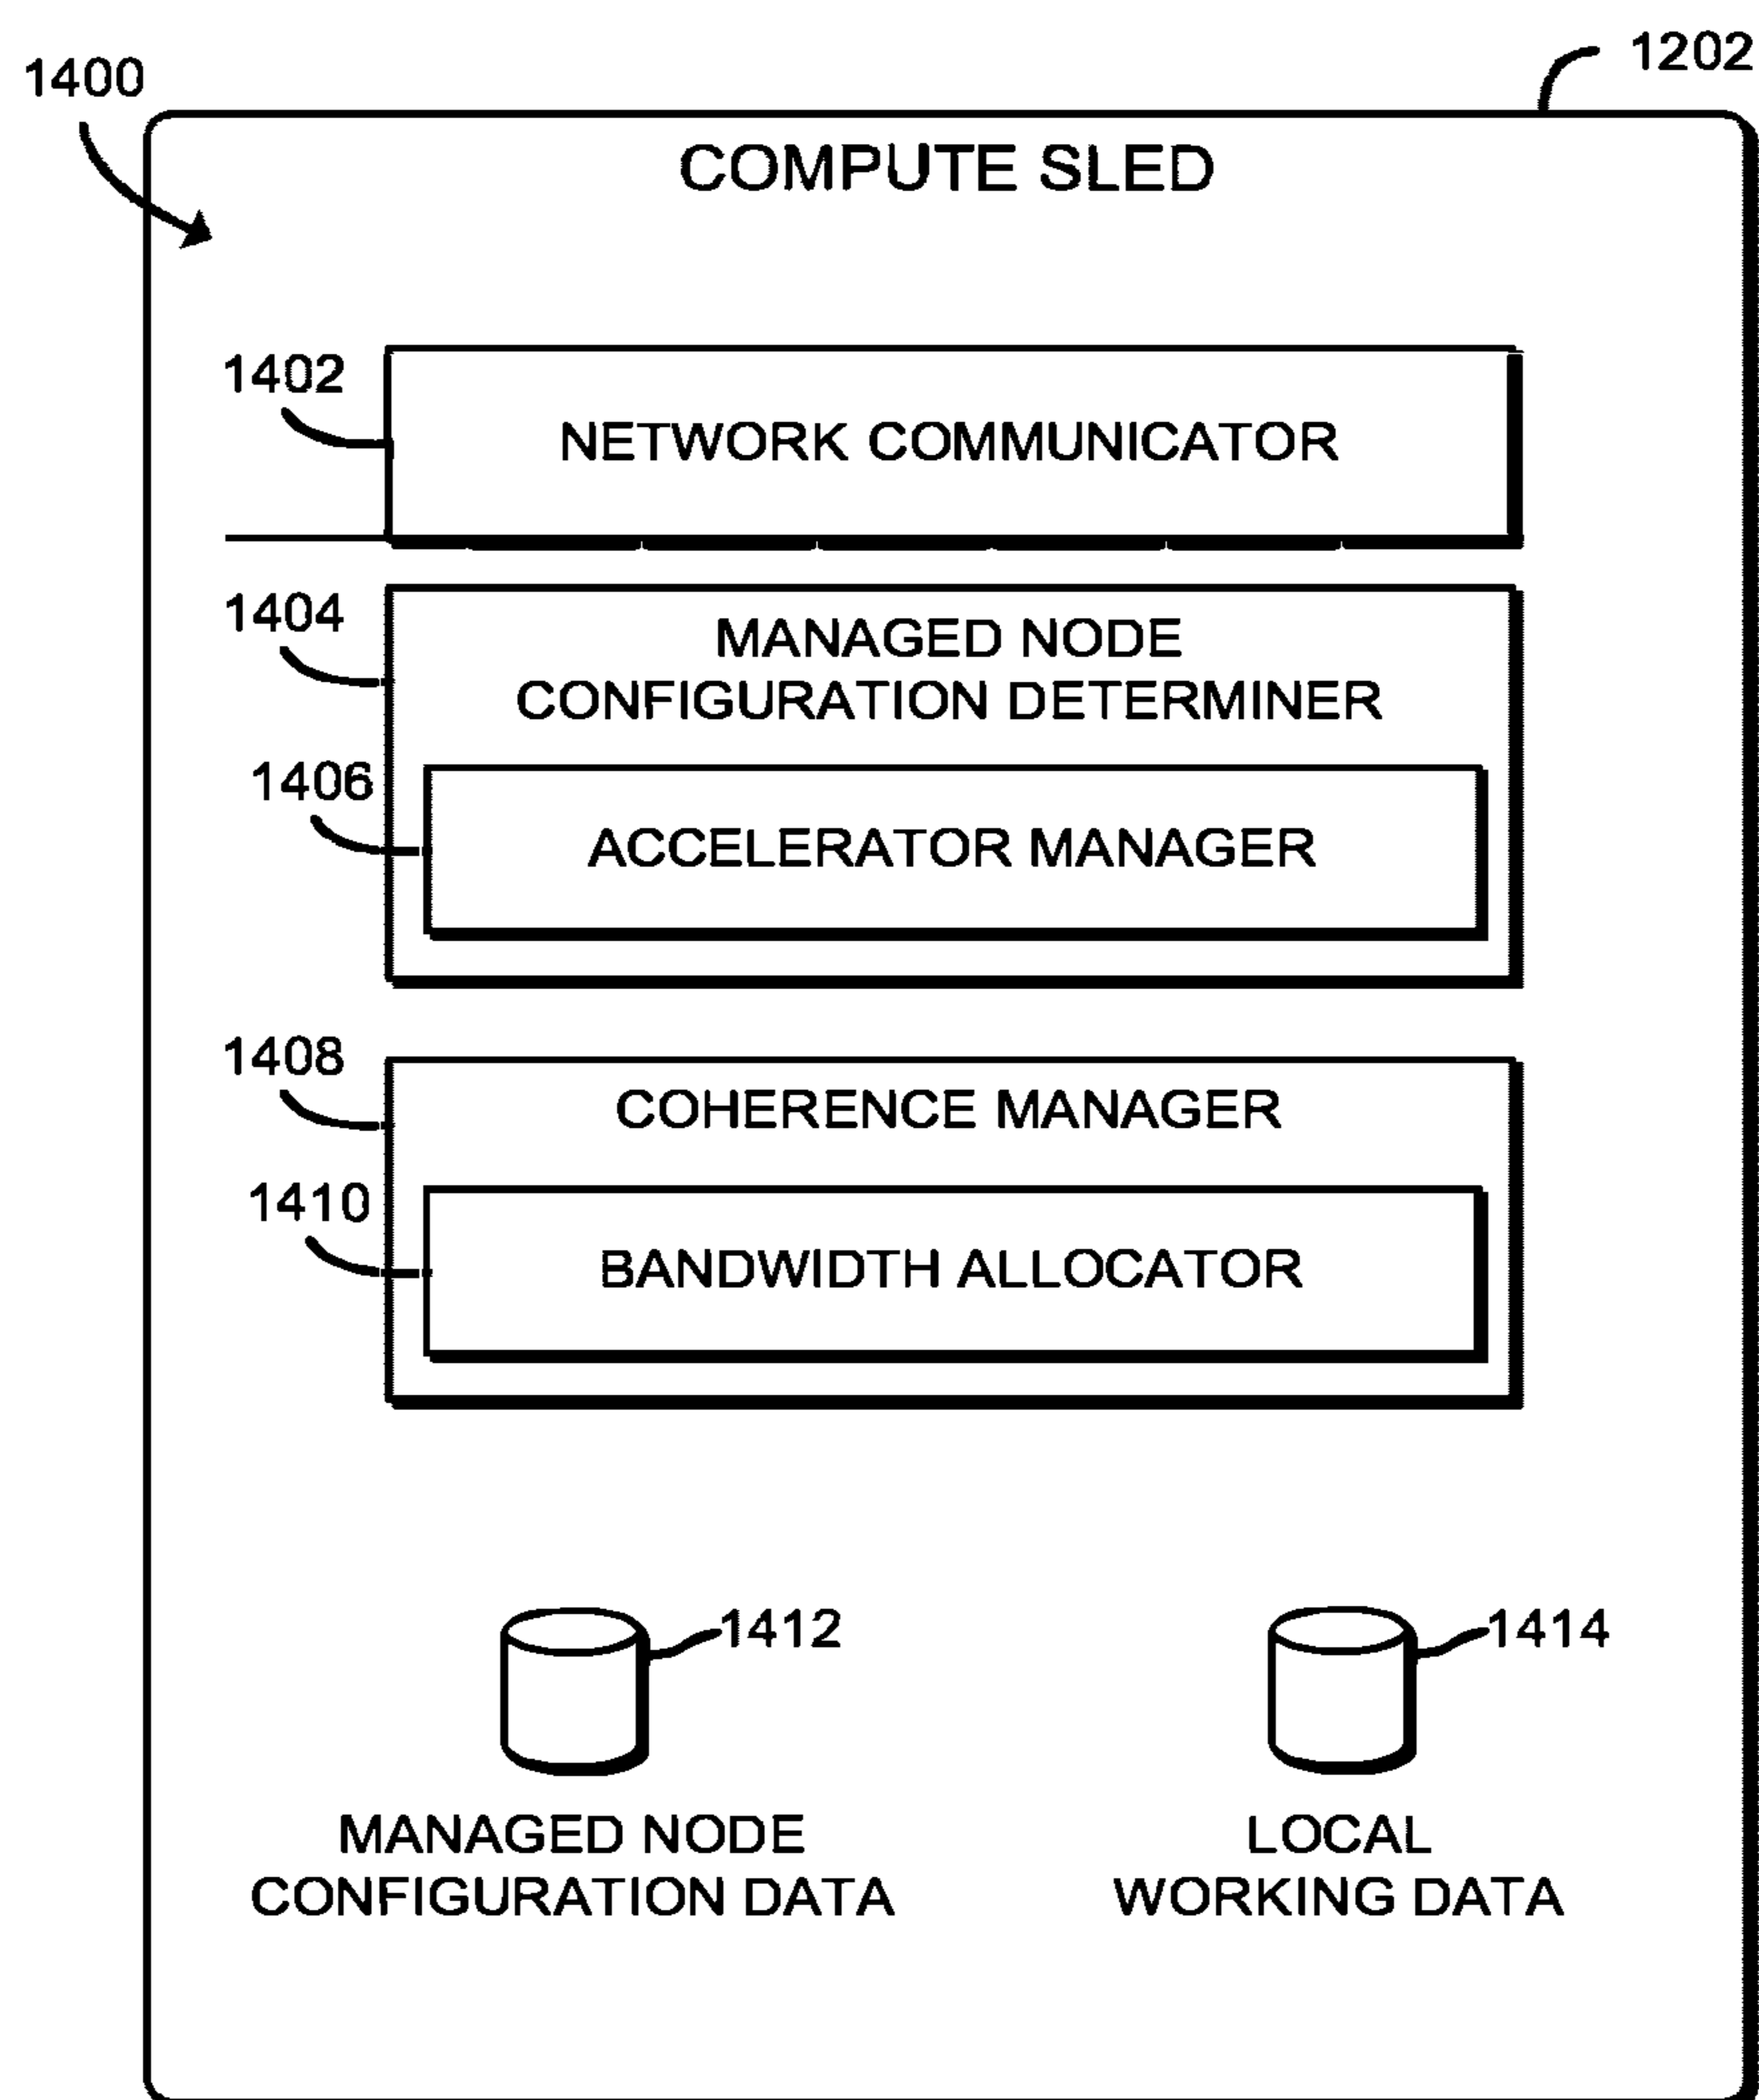 1400
1202
COMPUTE SLED
1402
NETWORK COMMUNICATOR
1404
MANAGED NODE
CONFIGURATION DETERMINER
1406
ACCELERATOR MANAGER
1408
COHERENCE MANAGER
1410
BANDWIDTH ALLOCATOR
1412
1414
MANAGED NODE
CONFIGURATION DATA
LOCAL
WORKING DATA